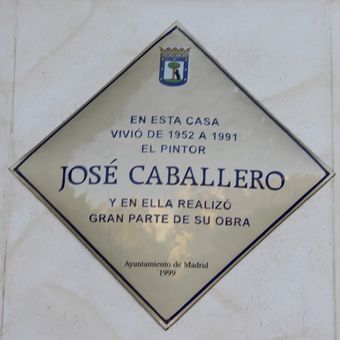 EN ESTA CASA
VIVIÓ DE 1952 A 1991
EL PINTOR
JOSÉ CABALLERO
Y EN ELLA REALIZÓ
GRAN PARTE DE SU OBRA
Ayuntamiento de Madrid
1999